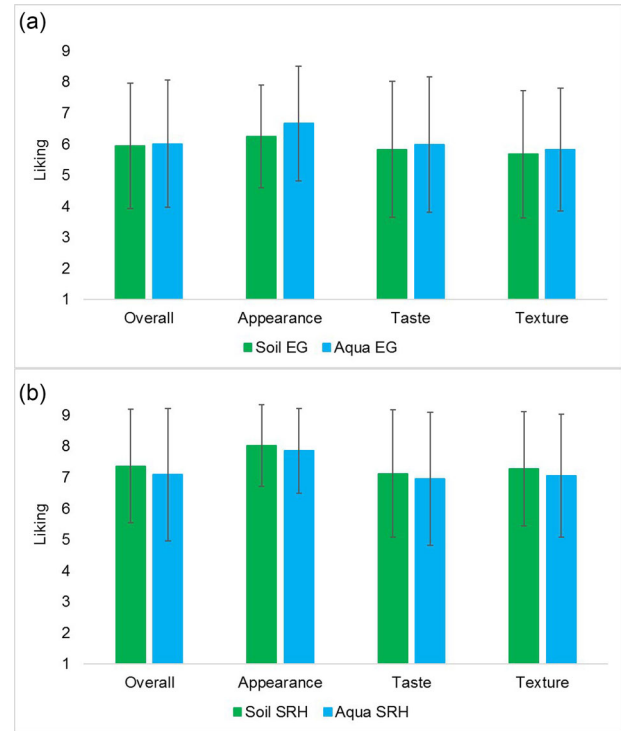 (a)
9
8
7
6
5
4
3
2
1
Liking
Overall Appearance Taste Texture
Soil EG Aqua EG
(b)
9
8
7
6
5
4
3
2
1
Liking
Overall Appearance Taste Texture
Soil SRH Aqua SRH